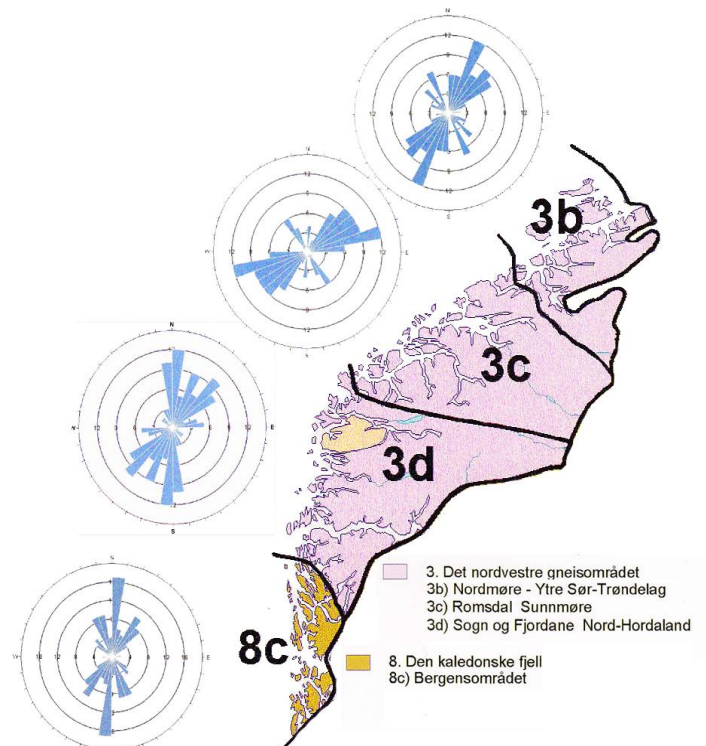 N
E
N
E
N
E
S
N
E
3b
3c
3d
8c
3. Det nordvestre gneisområdet
3b) Nordmøre - Ytre Sør-Trøndelag
3c) Romsdal Sunnmøre
3d) Sogn og Fjordane Nord-Hordaland
8. Den kaledonske fjell
8c) Bergensområdet